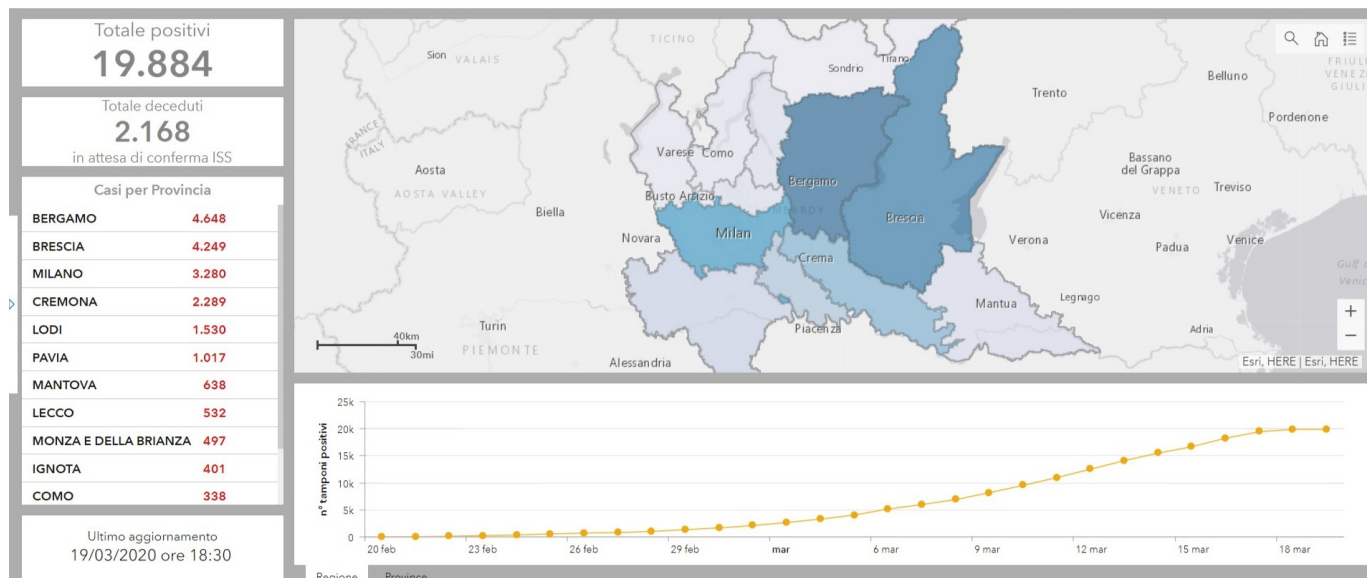 Totale positivi
19.884
Totale deceduti
2.168
in attesa di conferma ISS
Casi per Provincia
BERGAMO 4.648
BRESCIA 4.249
MILANO 3.280
CREMONA 2.289
LODI 1.530
PAVIA 1.017
MANTOVA 638
LECCO 532
MONZA E DELLA BRIANZA 497
IGNOTA 401
COMO 338
Ultimo aggiornamento
19/03/2020 ore 18:30
TICINO
Sion VALAIS
Sondrio
Tirano
Trento
Belluno
FRIULI
VENEZ
GIULI
Pordenone
FRANCE
ITALY
Aosta
AOSTA VALLEY
Varese Como
Bergamo
Bassano
del Grappa
VENETO Treviso
Busto Arsizio
Biella
Brescia
Vicenza
Novara
Milan
Verona
Padua
Venice
Crema
Gulf
Venic
Mantua
Legnago
Turin
PIEMONTE
Piacenza
Adria
Alessandria
40km
30mi
+
−
Esri, HERE | Esri, HERE
n° tamponi positivi
25k
20k
15k
10k
5k
0
20 feb 23 feb 26 feb 29 feb mar 6 mar 9 mar 12 mar 15 mar 18 mar
Regione Province